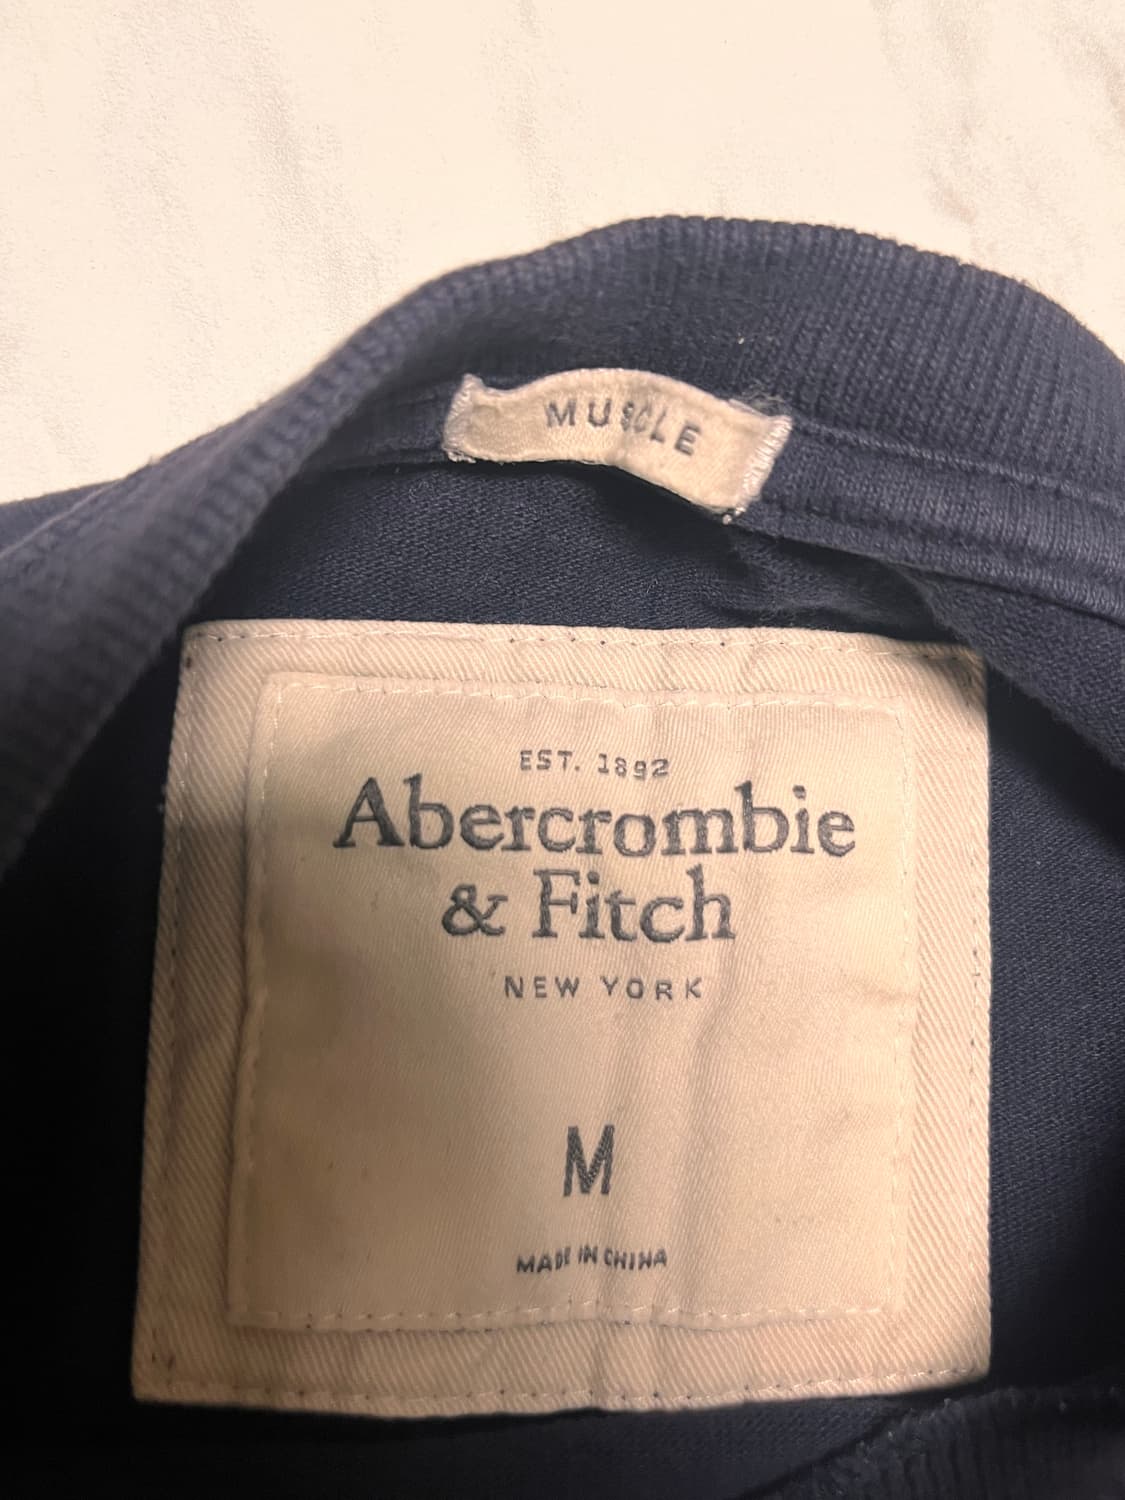 MUSCLE
EST. 1892
Abercrombie
& Fitch
NEW YORK
M
MADE IN CHINA